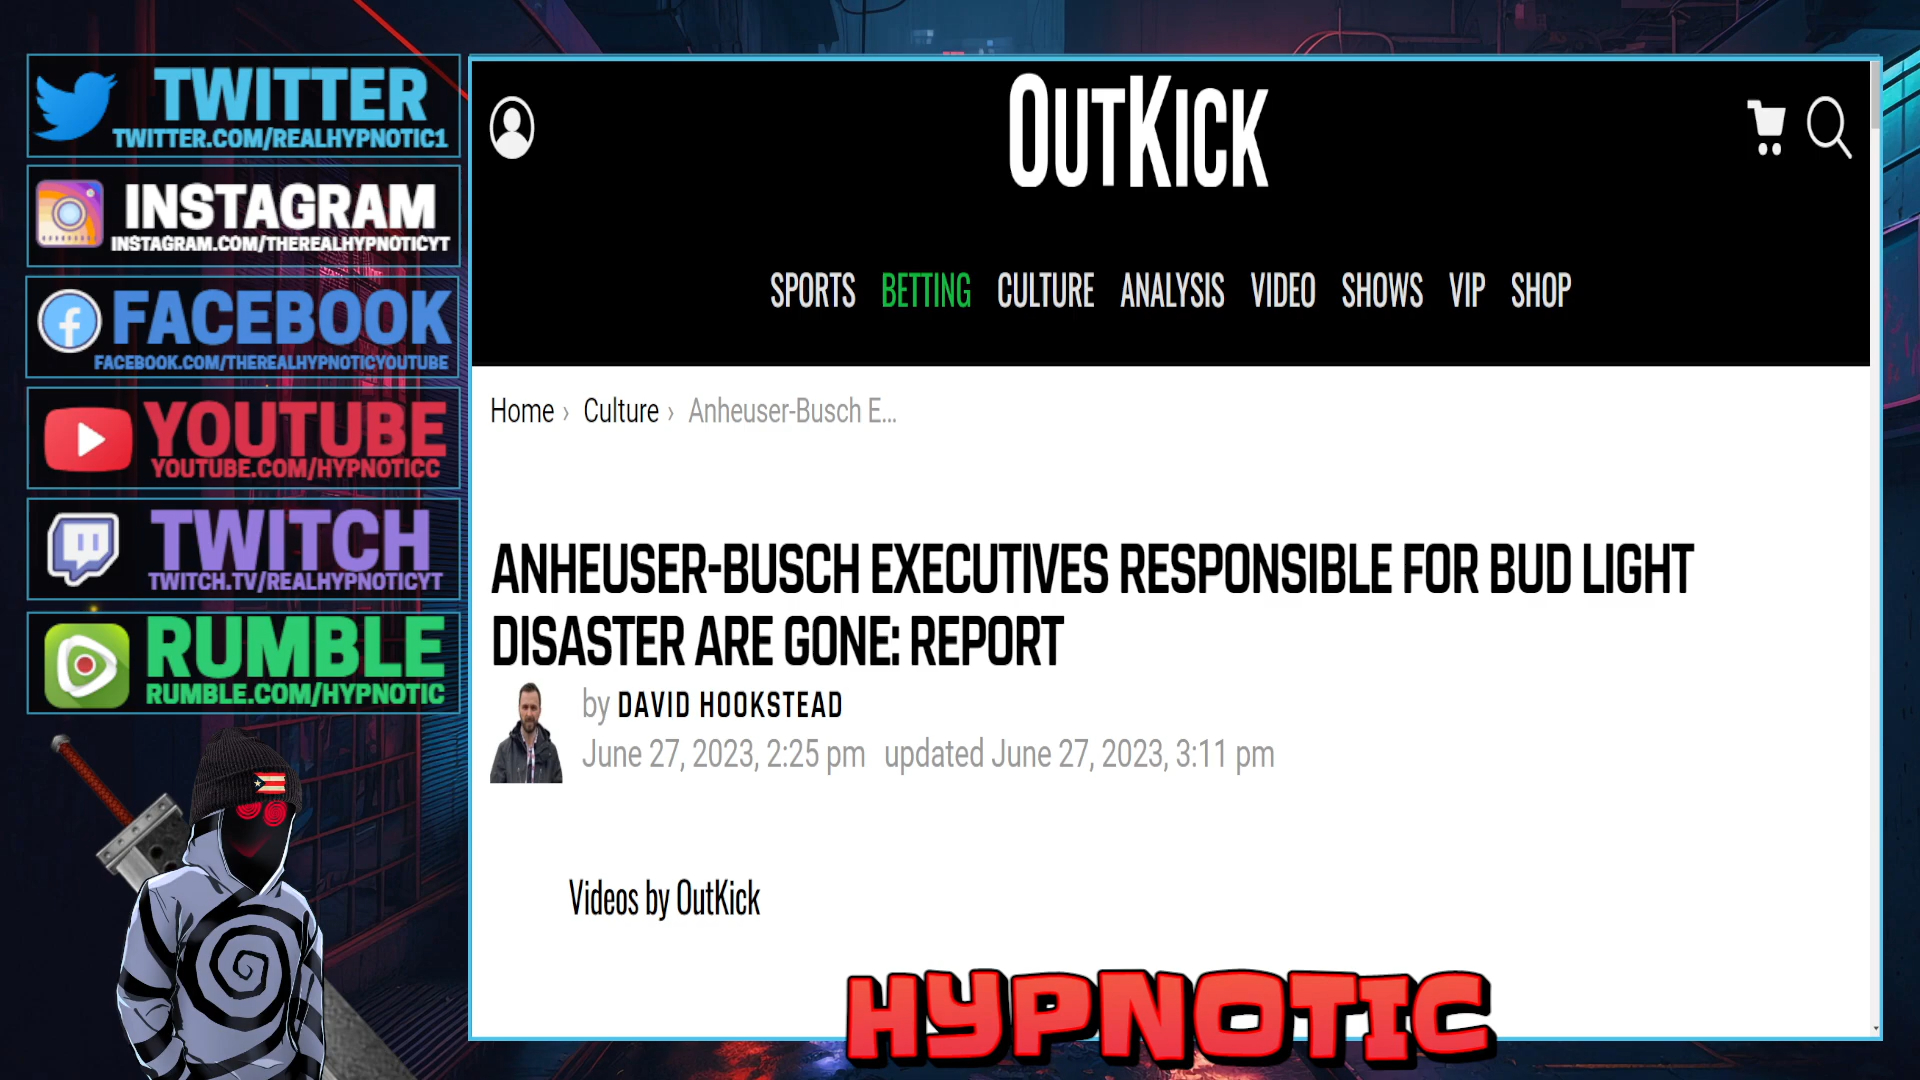 TWITTER
TWITTER.COM/REALHYPNOTIC1
INSTAGRAM
INSTAGRAM.COM/THEREALHYPNOTICYT
FACEBOOK
FACEBOOK.COM/THEREALHYPNOTICYOUTUBE
YOUTUBE
YOUTUBE.COM/HYPNOTICC
TWITCH
TWITCH.TV/REALHYPNOTICYT
RUMBLE
RUMBLE.COM/HYPNOTIC
OUTKICK
SPORTS BETTING CULTURE ANALYSIS VIDEO SHOWS VIP SHOP
Home › Culture › Anheuser-Busch E...
ANHEUSER-BUSCH EXECUTIVES RESPONSIBLE FOR BUD LIGHT
DISASTER ARE GONE: REPORT
by DAVID HOOKSTEAD
June 27, 2023, 2:25 pm updated June 27, 2023, 3:11 pm
Videos by OutKick
HYPNOTIC